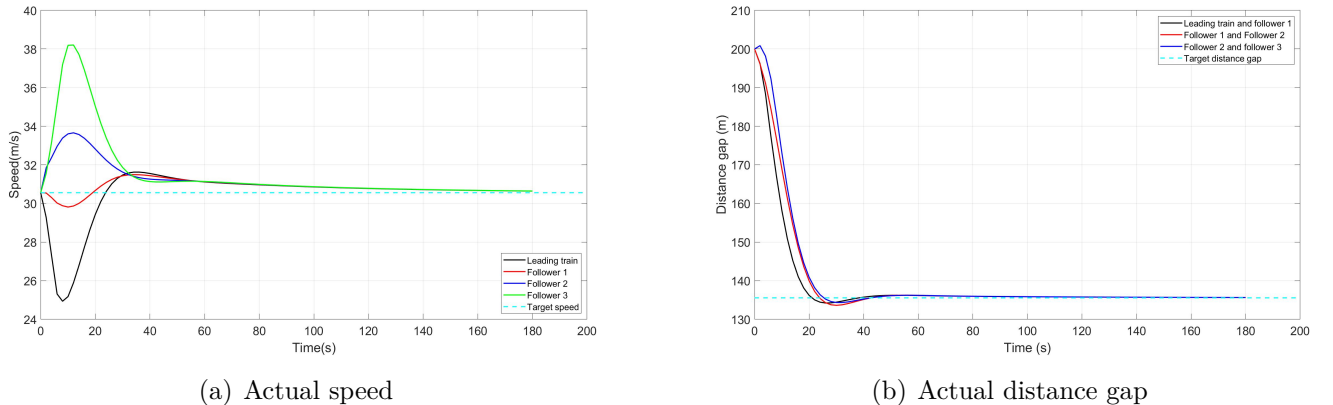 40
38
36
34
32
30
28
26
24
Speed(m/s)
0 20 40 60 80 100 120 140 160 180 200
Time(s)
Leading train
Follower 1
Follower 2
Follower 3
Target speed
(a) Actual speed
210
200
190
180
170
160
150
140
130
Distance gap (m)
0 20 40 60 80 100 120 140 160 180 200
Time (s)
Leading train and follower 1
Follower 1 and Follower 2
Follower 2 and follower 3
Target distance gap
(b) Actual distance gap